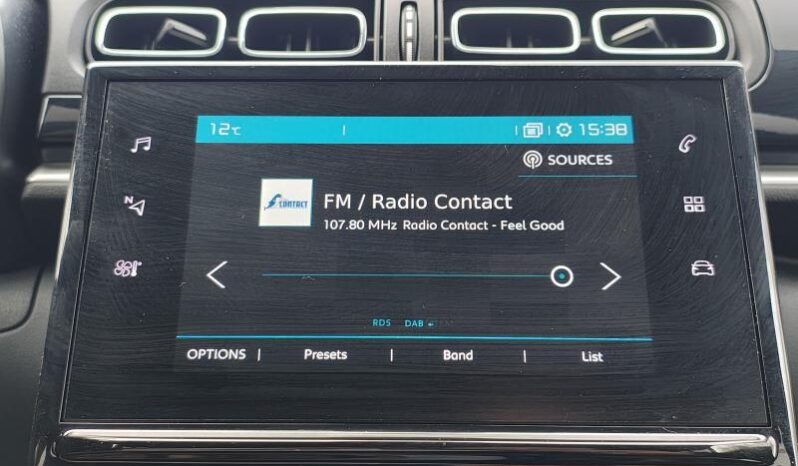 12°C
15:38
SOURCES
CONTACT
FM / Radio Contact
107.80 MHz Radio Contact - Feel Good
N
RDS DAB
OPTIONS | Presets | Band | List